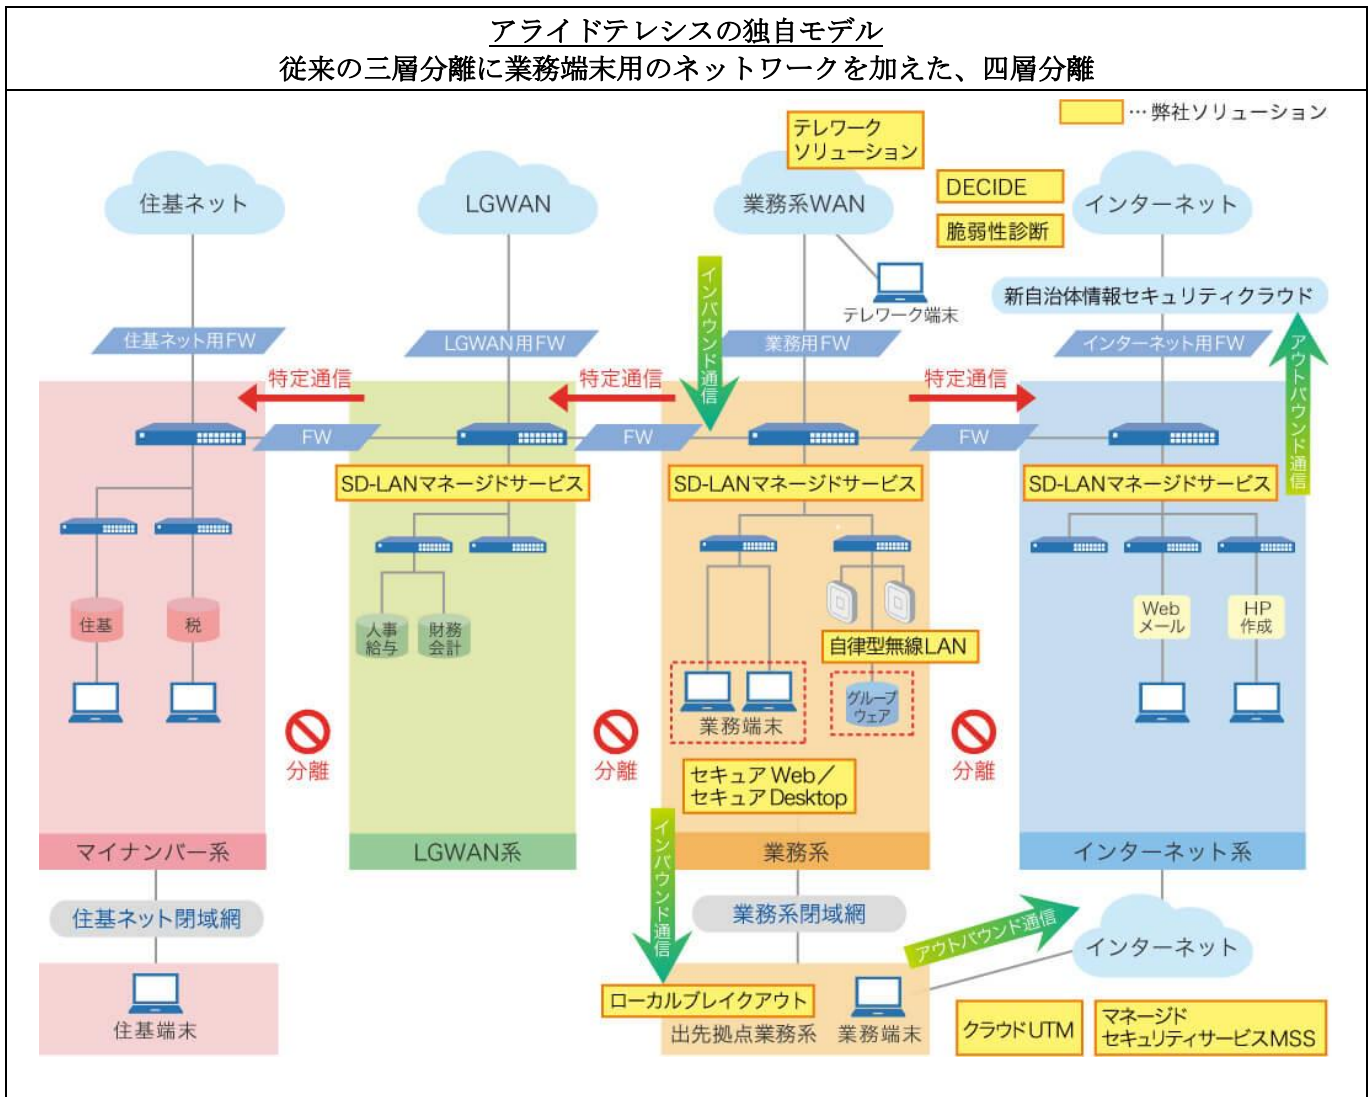 アライドテレシスの独自モデル
従来の三層分離に業務端末用のネットワークを加えた、四層分離
…弊社ソリューション
テレワーク
ソリューション
住基ネット
LGWAN
業務系WAN
DECIDE
脆弱性診断
インターネット
テレワーク端末
新自治体情報セキュリティクラウド
住基ネット用FW
LGWAN用FW
インバウンド通信
業務用FW
インターネット用FW
アウトバウンド通信
特定通信
特定通信
特定通信
FW
FW
FW
SD-LANマネージドサービス
SD-LANマネージドサービス
SD-LANマネージドサービス
住基
税
人事
給与
財務
会計
自律型無線LAN
Web
メール
HP
作成
業務端末
グループ
ウェア
分離
分離
分離
セキュア Web／
セキュア Desktop
マイナンバー系
LGWAN系
業務系
インターネット系
インバウンド通信
住基ネット閉域網
業務系閉域網
アウトバウンド通信
インターネット
住基端末
ローカルブレイクアウト
出先拠点業務系
業務端末
クラウドUTM
マネージド
セキュリティサービスMSS